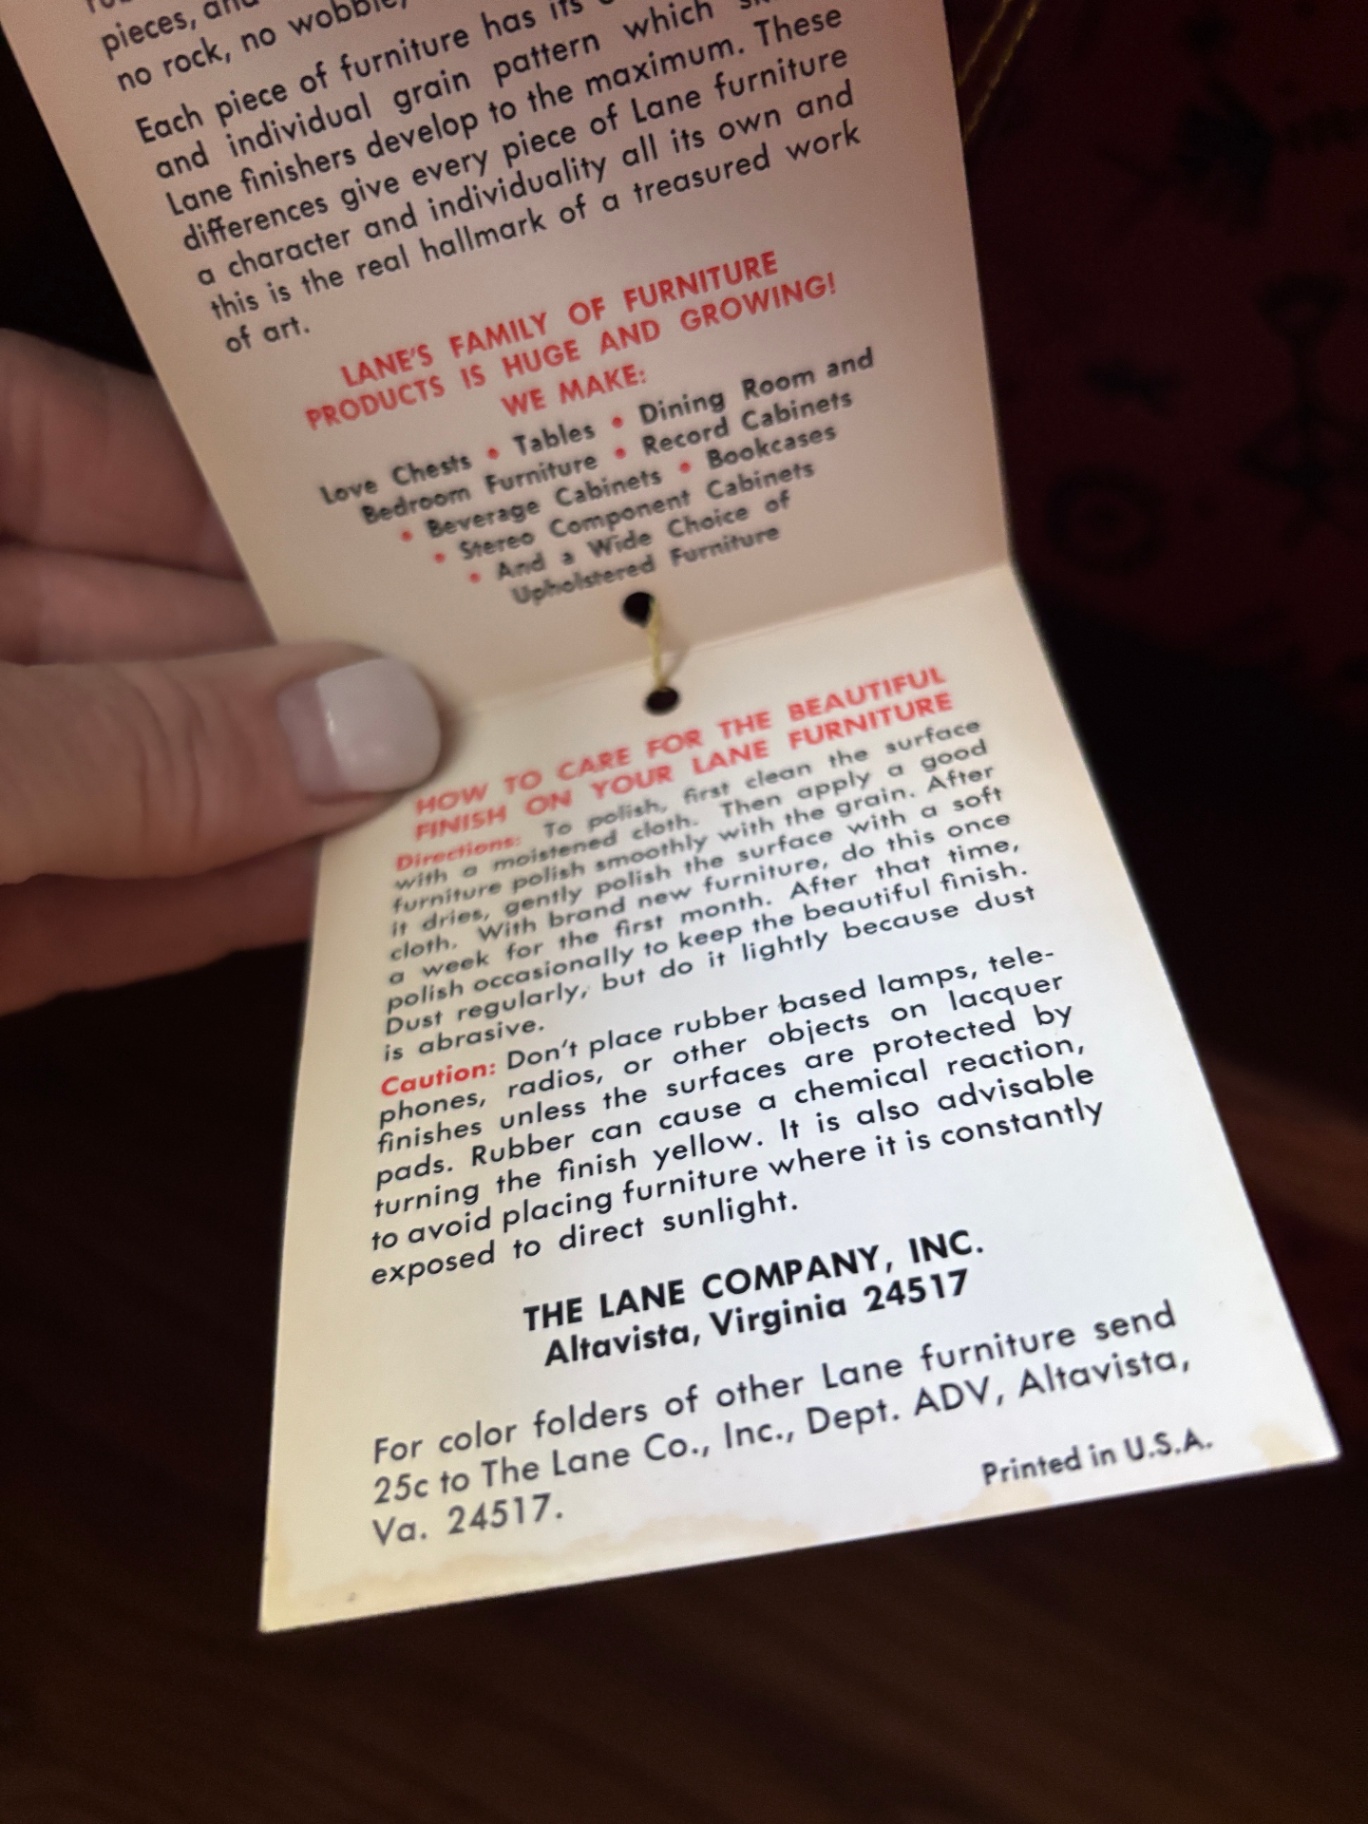 pieces, and
no rock, no wobble,
Each piece of furniture has its
and individual grain pattern which
Lane finishers develop to the maximum. These
differences give every piece of Lane furniture
a character and individuality all its own and
this is the real hallmark of a treasured work
of art.
LANE'S FAMILY OF FURNITURE
PRODUCTS IS HUGE AND GROWING!
WE MAKE:
Love Chests • Tables • Dining Room and
Bedroom Furniture • Record Cabinets
• Beverage Cabinets • Bookcases
• Stereo Component Cabinets
• And a Wide Choice of
Upholstered Furniture
HOW TO CARE FOR THE BEAUTIFUL
FINISH ON YOUR LANE FURNITURE
Directions: To polish, first clean the surface
with a moistened cloth. Then apply a good
furniture polish smoothly with the grain. After
it dries, gently polish the surface with a soft
cloth. With brand new furniture, do this once
a week for the first month. After that time,
polish occasionally to keep the beautiful finish.
Dust regularly, but do it lightly because dust
is abrasive.
Caution: Don't place rubber based lamps, tele-
phones, radios, or other objects on lacquer
finishes unless the surfaces are protected by
pads. Rubber can cause a chemical reaction,
turning the finish yellow. It is also advisable
to avoid placing furniture where it is constantly
exposed to direct sunlight.
THE LANE COMPANY, INC.
Altavista, Virginia 24517
For color folders of other Lane furniture send
25c to The Lane Co., Inc., Dept. ADV, Altavista,
Va. 24517.
Printed in U.S.A.